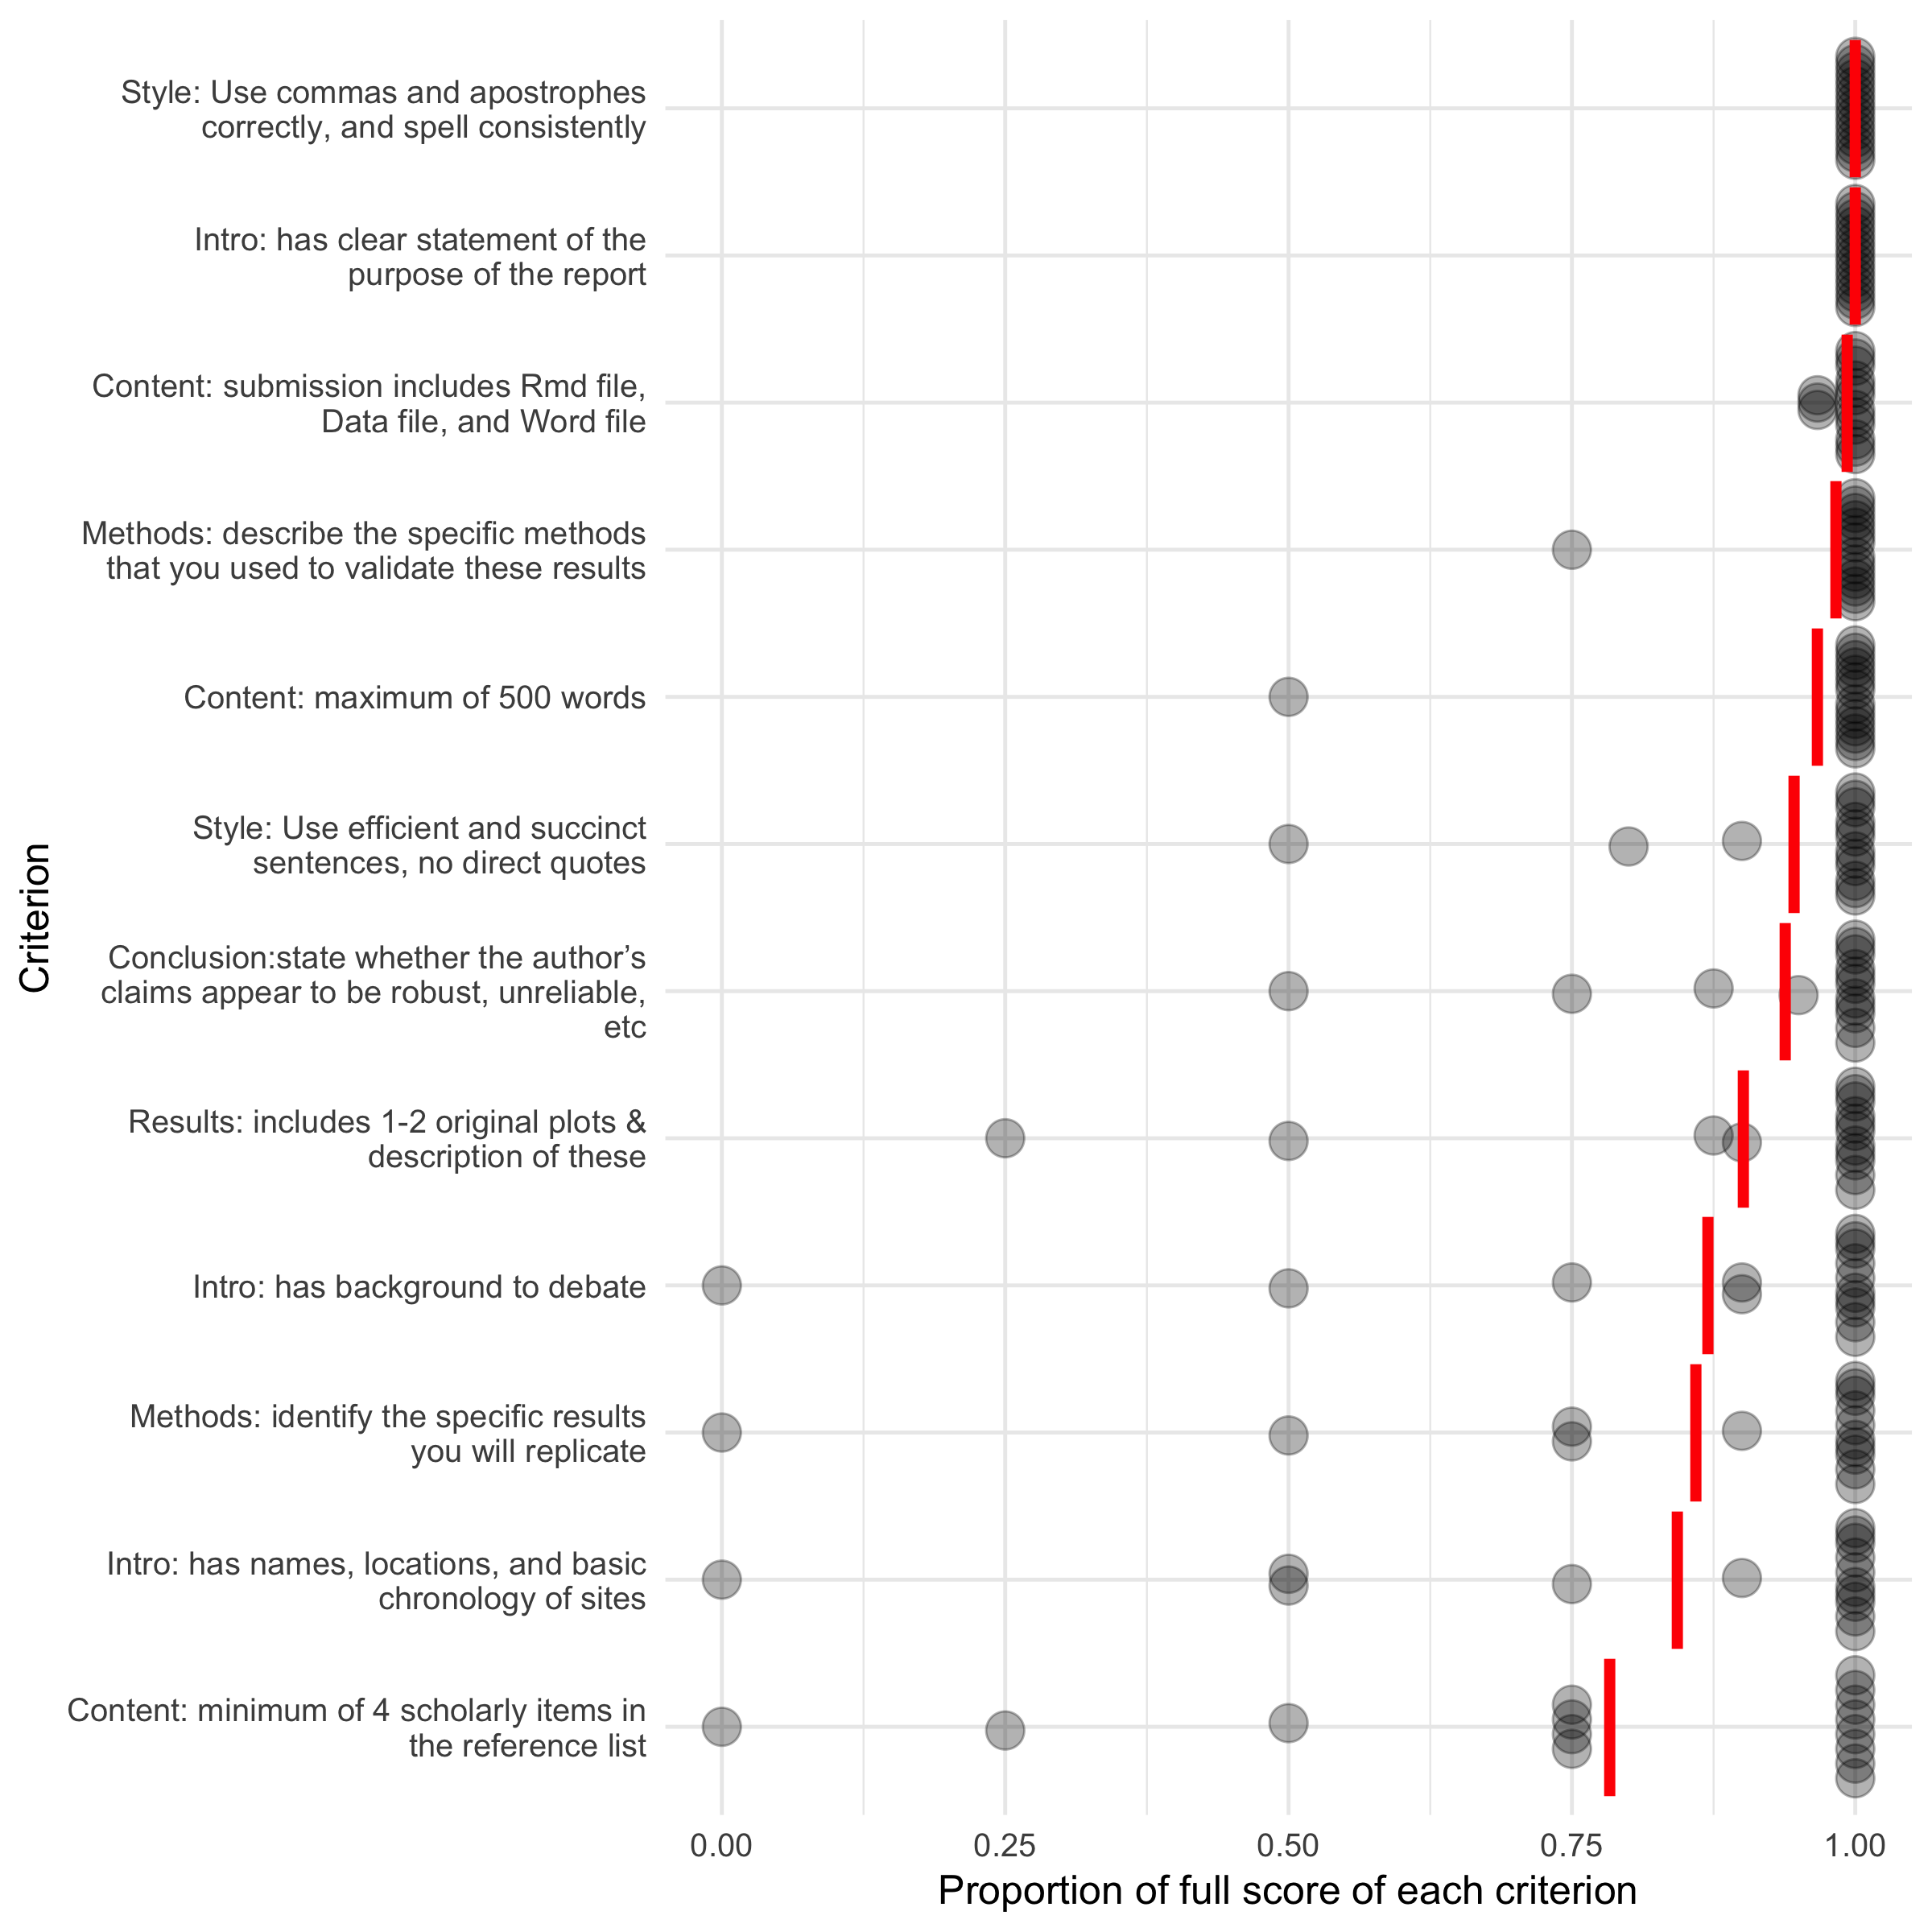 Style: Use commas and apostrophes
correctly, and spell consistently
Intro: has clear statement of the
purpose of the report
Content: submission includes Rmd file,
Data file, and Word file
Methods: describe the specific methods
that you used to validate these results
Content: maximum of 500 words
Style: Use efficient and succinct
sentences, no direct quotes
Conclusion:state whether the author’s
claims appear to be robust, unreliable,
etc
Results: includes 1-2 original plots &
description of these
Intro: has background to debate
Methods: identify the specific results
you will replicate
Intro: has names, locations, and basic
chronology of sites
Content: minimum of 4 scholarly items in
the reference list
Criterion
0.00 0.25 0.50 0.75 1.00
Proportion of full score of each criterion